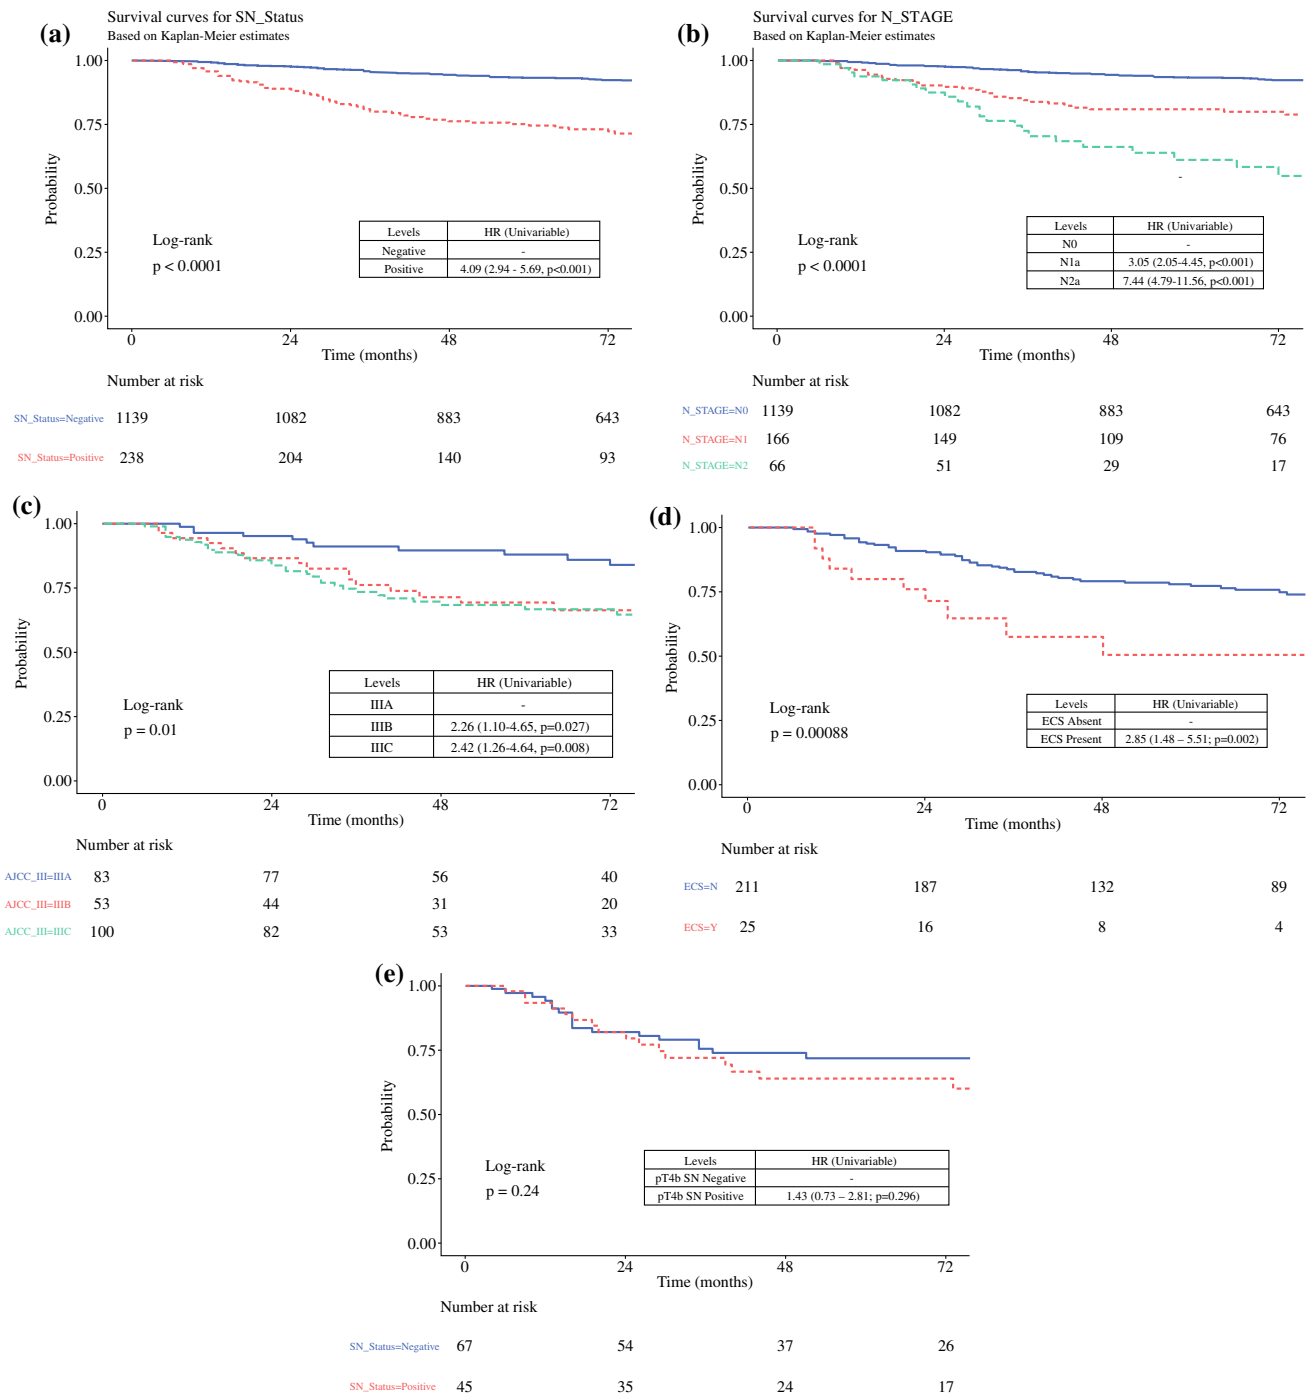 (a)
Survival curves for SN_Status
Based on Kaplan-Meier estimates
1.00
0.75
0.50
0.25
0.00
Probability
Log-rank
p < 0.0001
Levels HR (Univariable)
Negative -
Positive 4.09 (2.94 - 5.69, p<0.001)
0 24 48 72
Time (months)
Number at risk
SN_Status=Negative 1139 1082 883 643
SN_Status=Positive 238 204 140 93
(b)
Survival curves for N_STAGE
Based on Kaplan-Meier estimates
1.00
0.75
0.50
0.25
0.00
Probability
-
Log-rank
p < 0.0001
Levels HR (Univariable)
N0 -
N1a 3.05 (2.05-4.45, p<0.001)
N2a 7.44 (4.79-11.56, p<0.001)
0 24 48 72
Time (months)
Number at risk
N_STAGE=N0 1139 1082 883 643
N_STAGE=N1 166 149 109 76
N_STAGE=N2 66 51 29 17
(c)
1.00
0.75
0.50
0.25
0.00
Probability
Log-rank
p = 0.01
Levels HR (Univariable)
IIIA -
IIIB 2.26 (1.10-4.65, p=0.027)
IIIC 2.42 (1.26-4.64, p=0.008)
0 24 48 72
Time (months)
Number at risk
AJCC_III=IIIA 83 77 56 40
AJCC_III=IIIB 53 44 31 20
AJCC_III=IIIC 100 82 53 33
(d)
1.00
0.75
0.50
0.25
0.00
Probability
Log-rank
p = 0.00088
Levels HR (Univariable)
ECS Absent -
ECS Present 2.85 (1.48 – 5.51; p=0.002)
0 24 48 72
Time (months)
Number at risk
ECS=N 211 187 132 89
ECS=Y 25 16 8 4
(e)
1.00
0.75
0.50
0.25
0.00
Probability
Log-rank
p = 0.24
Levels HR (Univariable)
pT4b SN Negative -
pT4b SN Positive 1.43 (0.73 – 2.81; p=0.296)
0 24 48 72
Time (months)
Number at risk
SN_Status=Negative 67 54 37 26
SN_Status=Positive 45 35 24 17